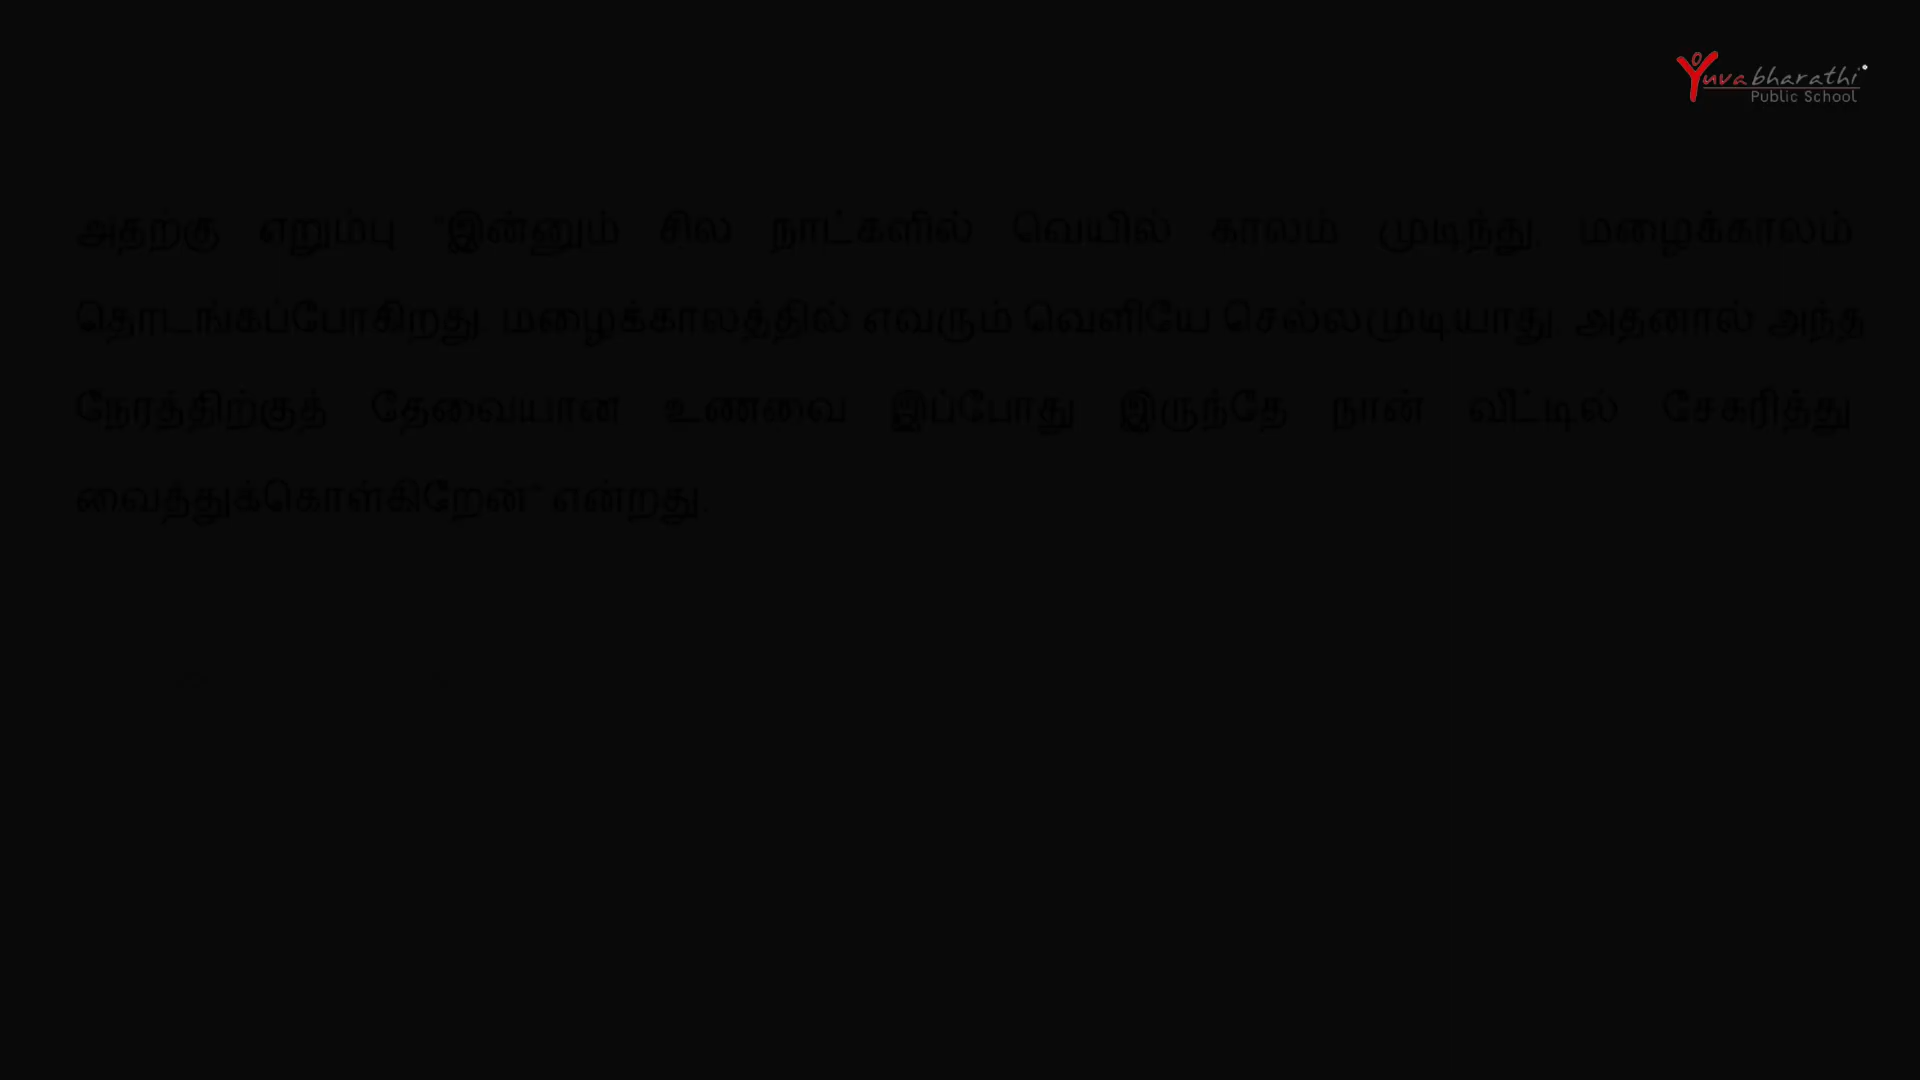 Yuvabharathi
Public School
அதற்கு எறும்பு "இன்னும் சில நாட்களில் வெயில் காலம் முடிந்து, மழைக்காலம்
தொடங்கப்போகிறது. மழைக்காலத்தில் எவரும் வெளியே செல்லமுடியாது. அதனால் அந்த
நேரத்திற்குத் தேவையான உணவை இப்போது இருந்தே நான் வீட்டில் சேகரித்து
வைத்துக்கொள்கிறேன்" என்றது.